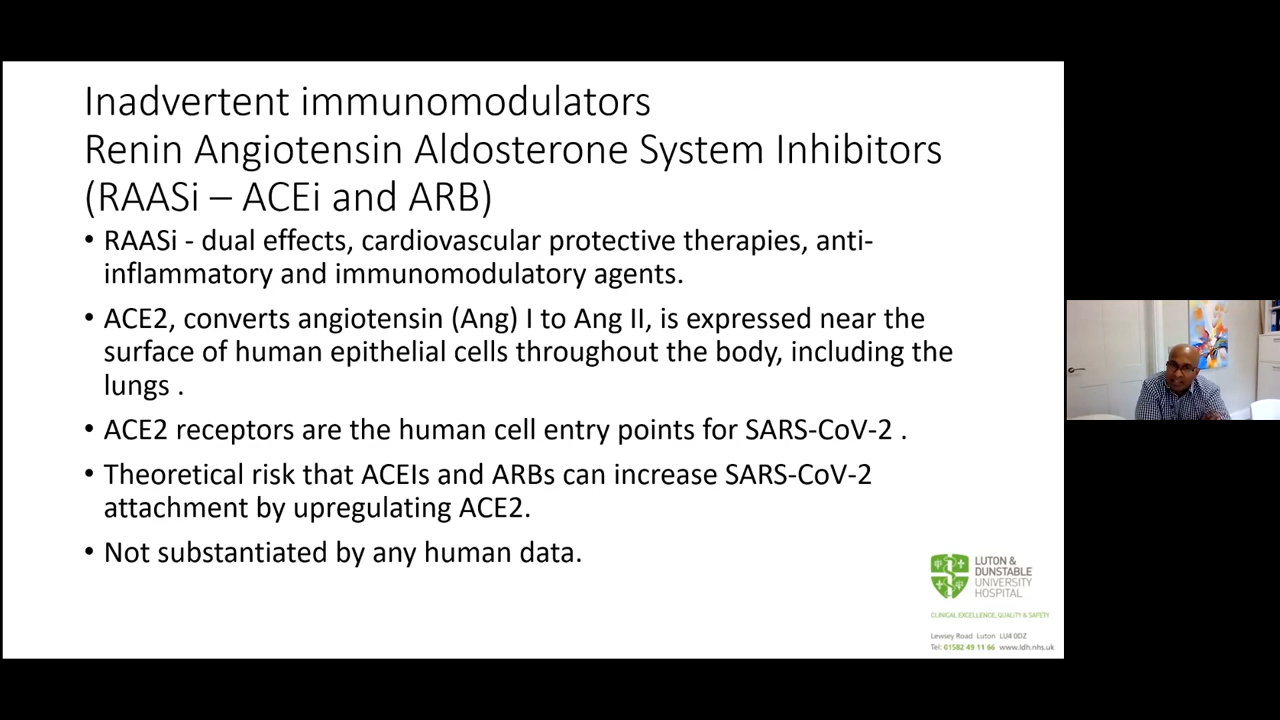 Inadvertent immunomodulators
Renin Angiotensin Aldosterone System Inhibitors
(RAASi – ACEi and ARB)
• RAASi - dual effects, cardiovascular protective therapies, anti-
inflammatory and immunomodulatory agents.
• ACE2, converts angiotensin (Ang) I to Ang II, is expressed near the
surface of human epithelial cells throughout the body, including the
lungs .
• ACE2 receptors are the human cell entry points for SARS-CoV-2 .
• Theoretical risk that ACEIs and ARBs can increase SARS-CoV-2
attachment by upregulating ACE2.
• Not substantiated by any human data.
LUTON &
DUNSTABLE
UNIVERSITY
HOSPITAL
CLINICAL EXCELLENCE, QUALITY & SAFETY
Lewsey Road Luton LU4 0DZ
Tel: 01582 49 11 66 www.ldh.nhs.uk